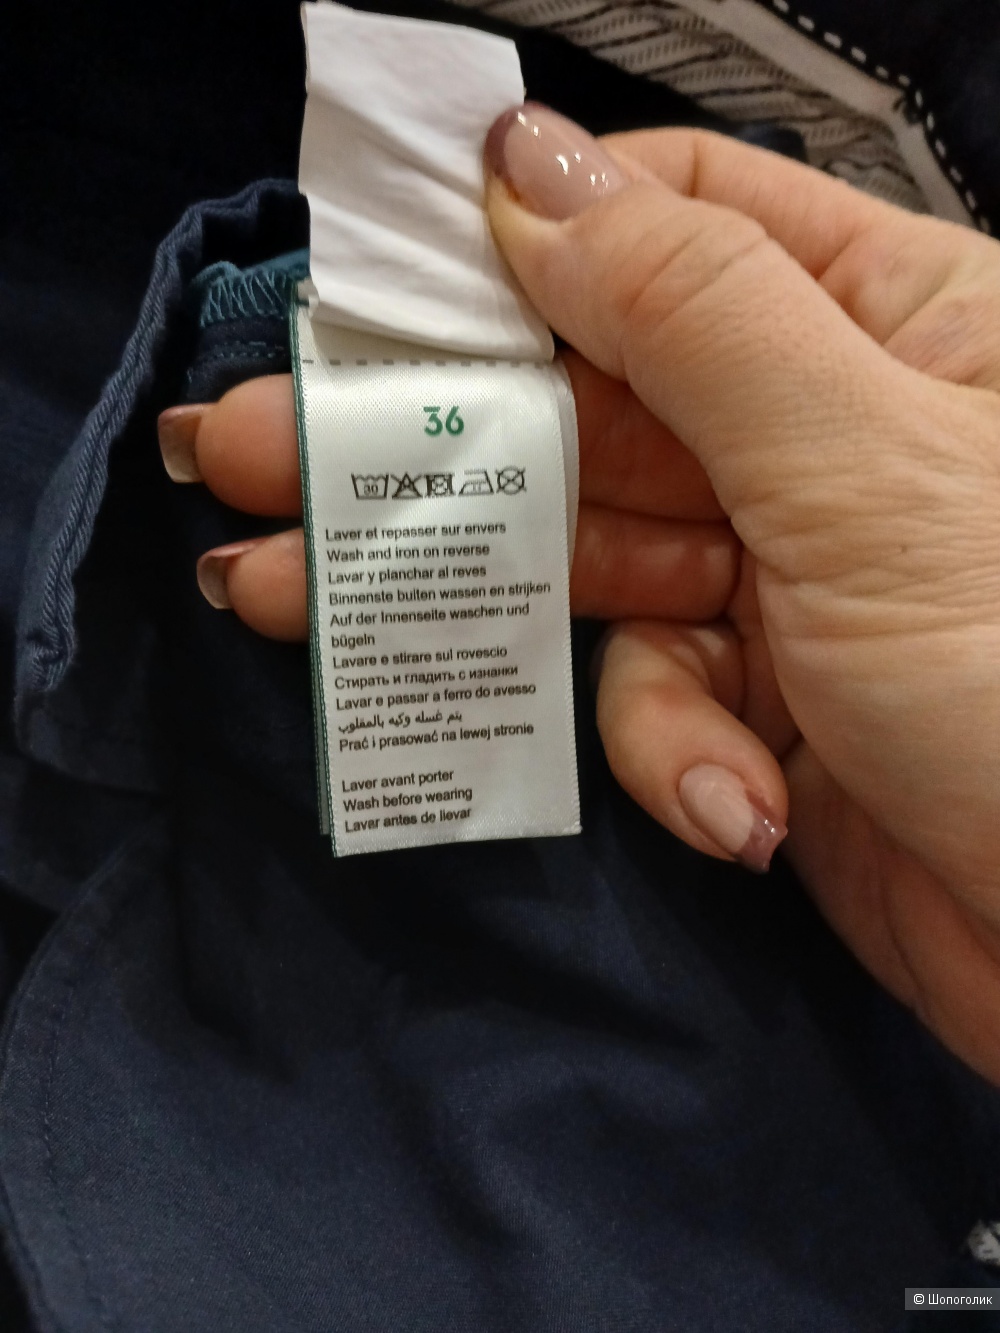 36
30
Laver et repasser sur envers
Wash and iron on reverse
Lavar y planchar al reves
Binnenste buiten wassen en strijken
Auf der Innenseite waschen und
bügeln
Lavare e stirare sul rovescio
Стирать и гладить с изнанки
Lavar e passar a ferro do avesso
يتم غسله وكيه بالمقلوب
Prać i prasować na lewej stronie
Laver avant porter
Wash before wearing
Lavar antes de llevar
© Шопоголик